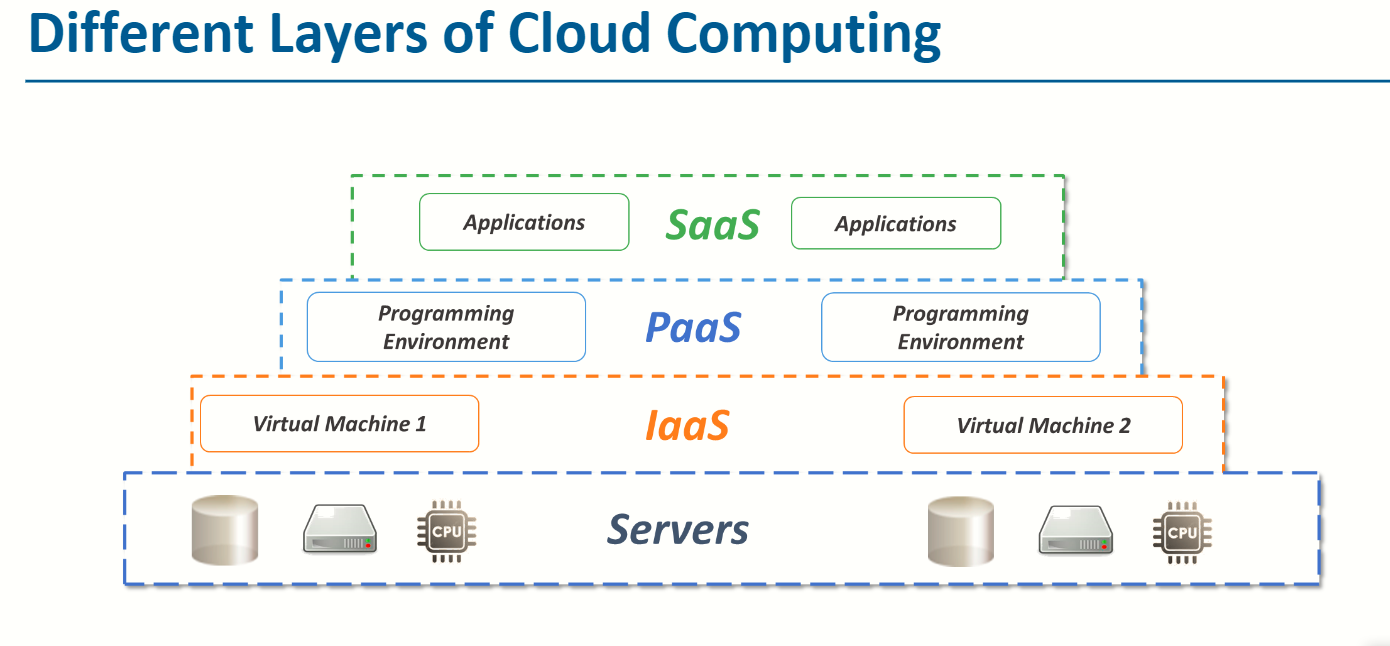 Different Layers of Cloud Computing
Applications
SaaS
Applications
Programming
Environment
PaaS
Programming
Environment
Virtual Machine 1
IaaS
Virtual Machine 2
CPU
Servers
CPU